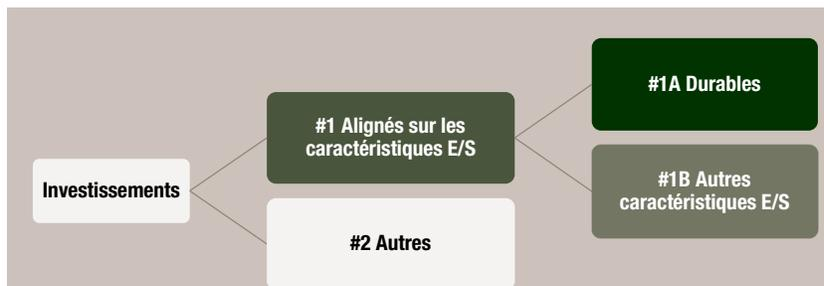 Investissements
#1 Alignés sur les
caractéristiques E/S
#2 Autres
#1A Durables
#1B Autres
caractéristiques E/S